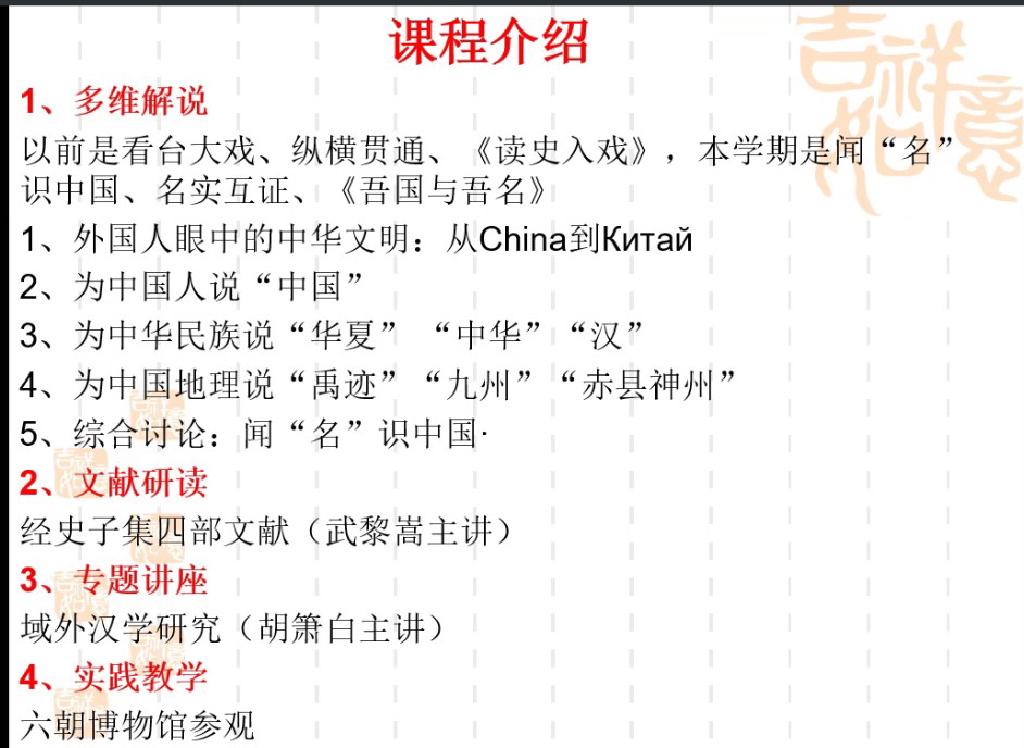 课程介绍
吉祥如意
1、多维解说
以前是看台大戏、纵横贯通、《读史入戏》，本学期是闻“名”
识中国、名实互证、《吾国与吾名》
1、外国人眼中的中华文明：从China到Китай
2、为中国人说“中国”
3、为中华民族说“华夏” “中华”“汉”
4、为中国地理说“禹迹”“九州”“赤县神州”
5、综合讨论：闻“名”识中国·
2、文献研读
经史子集四部文献（武黎嵩主讲）
3、专题讲座
域外汉学研究（胡箫白主讲）
4、实践教学
六朝博物馆参观